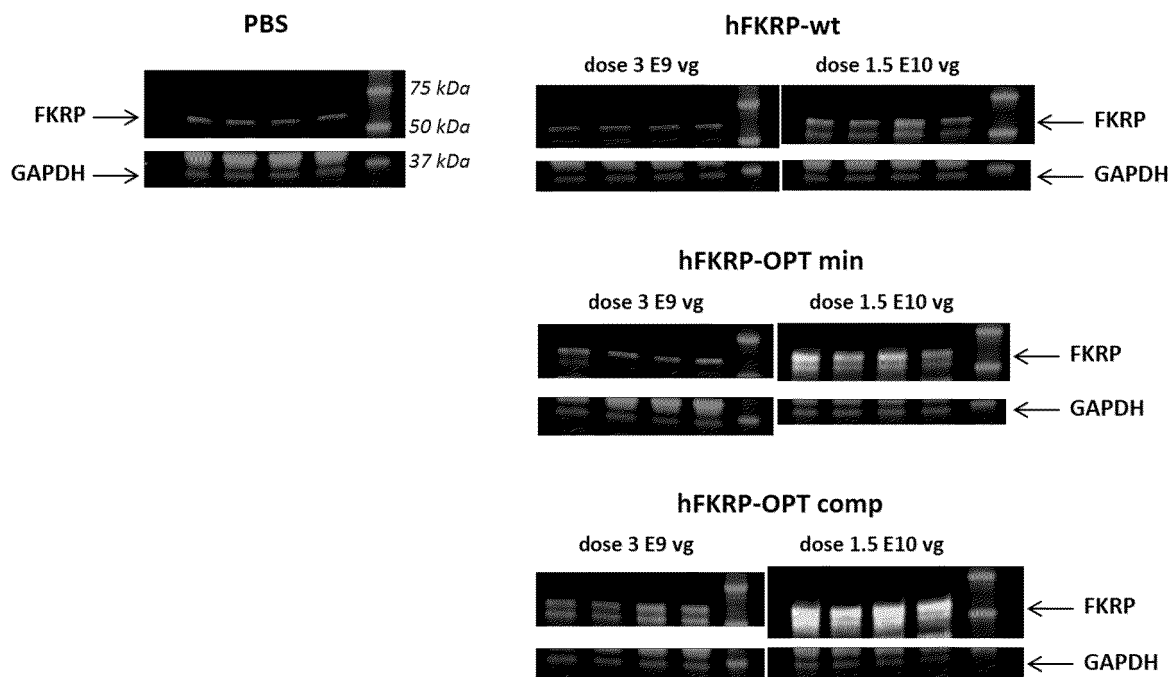 PBS
FKRP
75 kDa
50 kDa
GAPDH
37 kDa
hFKRP-wt
dose 3 E9 vg
dose 1.5 E10 vg
FKRP
GAPDH
hFKRP-OPT min
dose 3 E9 vg
dose 1.5 E10 vg
FKRP
GAPDH
hFKRP-OPT comp
dose 3 E9 vg
dose 1.5 E10 vg
FKRP
GAPDH